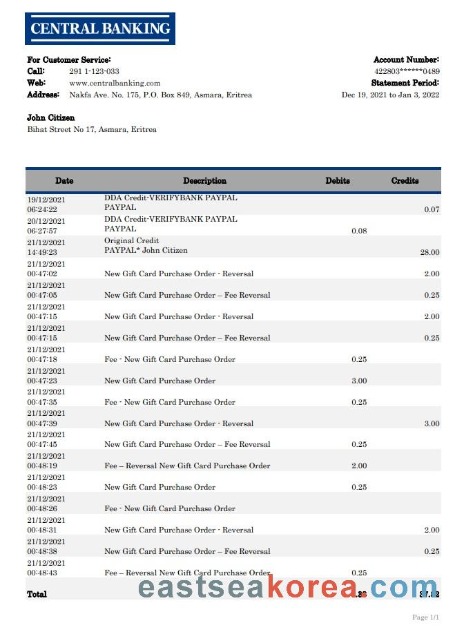 CENTRAL BANKING
For Customer Service:
Call: 291 1-123-033
Web: www.centralbanking.com
Address: Nakfa Ave. No. 175, P.O. Box 849, Asmara, Eritrea
Account Number:
422803******0489
Statement Period:
Dec 19, 2021 to Jan 3, 2022
John Citizen
Bihat Street No 17, Asmara, Eritrea
Date Description Debits Credits
19/12/2021 DDA Credit-VERIFYBANK PAYPAL
06:24:22 PAYPAL 0.07
20/12/2021 DDA Credit-VERIFYBANK PAYPAL
06:27:57 PAYPAL 0.08
21/12/2021 Original Credit
14:49:23 PAYPAL* John Citizen 28.00
21/12/2021
00:47:02 New Gift Card Purchase Order - Reversal 2.00
21/12/2021
00:47:05 New Gift Card Purchase Order – Fee Reversal 0.25
21/12/2021
00:47:15 New Gift Card Purchase Order - Reversal 2.00
21/12/2021
00:47:15 New Gift Card Purchase Order – Fee Reversal 0.25
21/12/2021
00:47:18 Fee - New Gift Card Purchase Order 0.25
21/12/2021
00:47:23 New Gift Card Purchase Order 3.00
21/12/2021
00:47:35 Fee - New Gift Card Purchase Order 0.25
21/12/2021
00:47:39 New Gift Card Purchase Order - Reversal 3.00
21/12/2021
00:47:45 New Gift Card Purchase Order – Fee Reversal 0.25
21/12/2021
00:48:19 Fee – Reversal New Gift Card Purchase Order 2.00
21/12/2021
00:48:23 New Gift Card Purchase Order 0.25
21/12/2021
00:48:26 Fee - New Gift Card Purchase Order
21/12/2021
00:48:31 New Gift Card Purchase Order - Reversal 2.00
21/12/2021
00:48:38 New Gift Card Purchase Order – Fee Reversal 0.25
21/12/2021
00:48:43 Fee – Reversal New Gift Card Purchase Order 0.25
Total
eastseakorea.com
Page 1/1